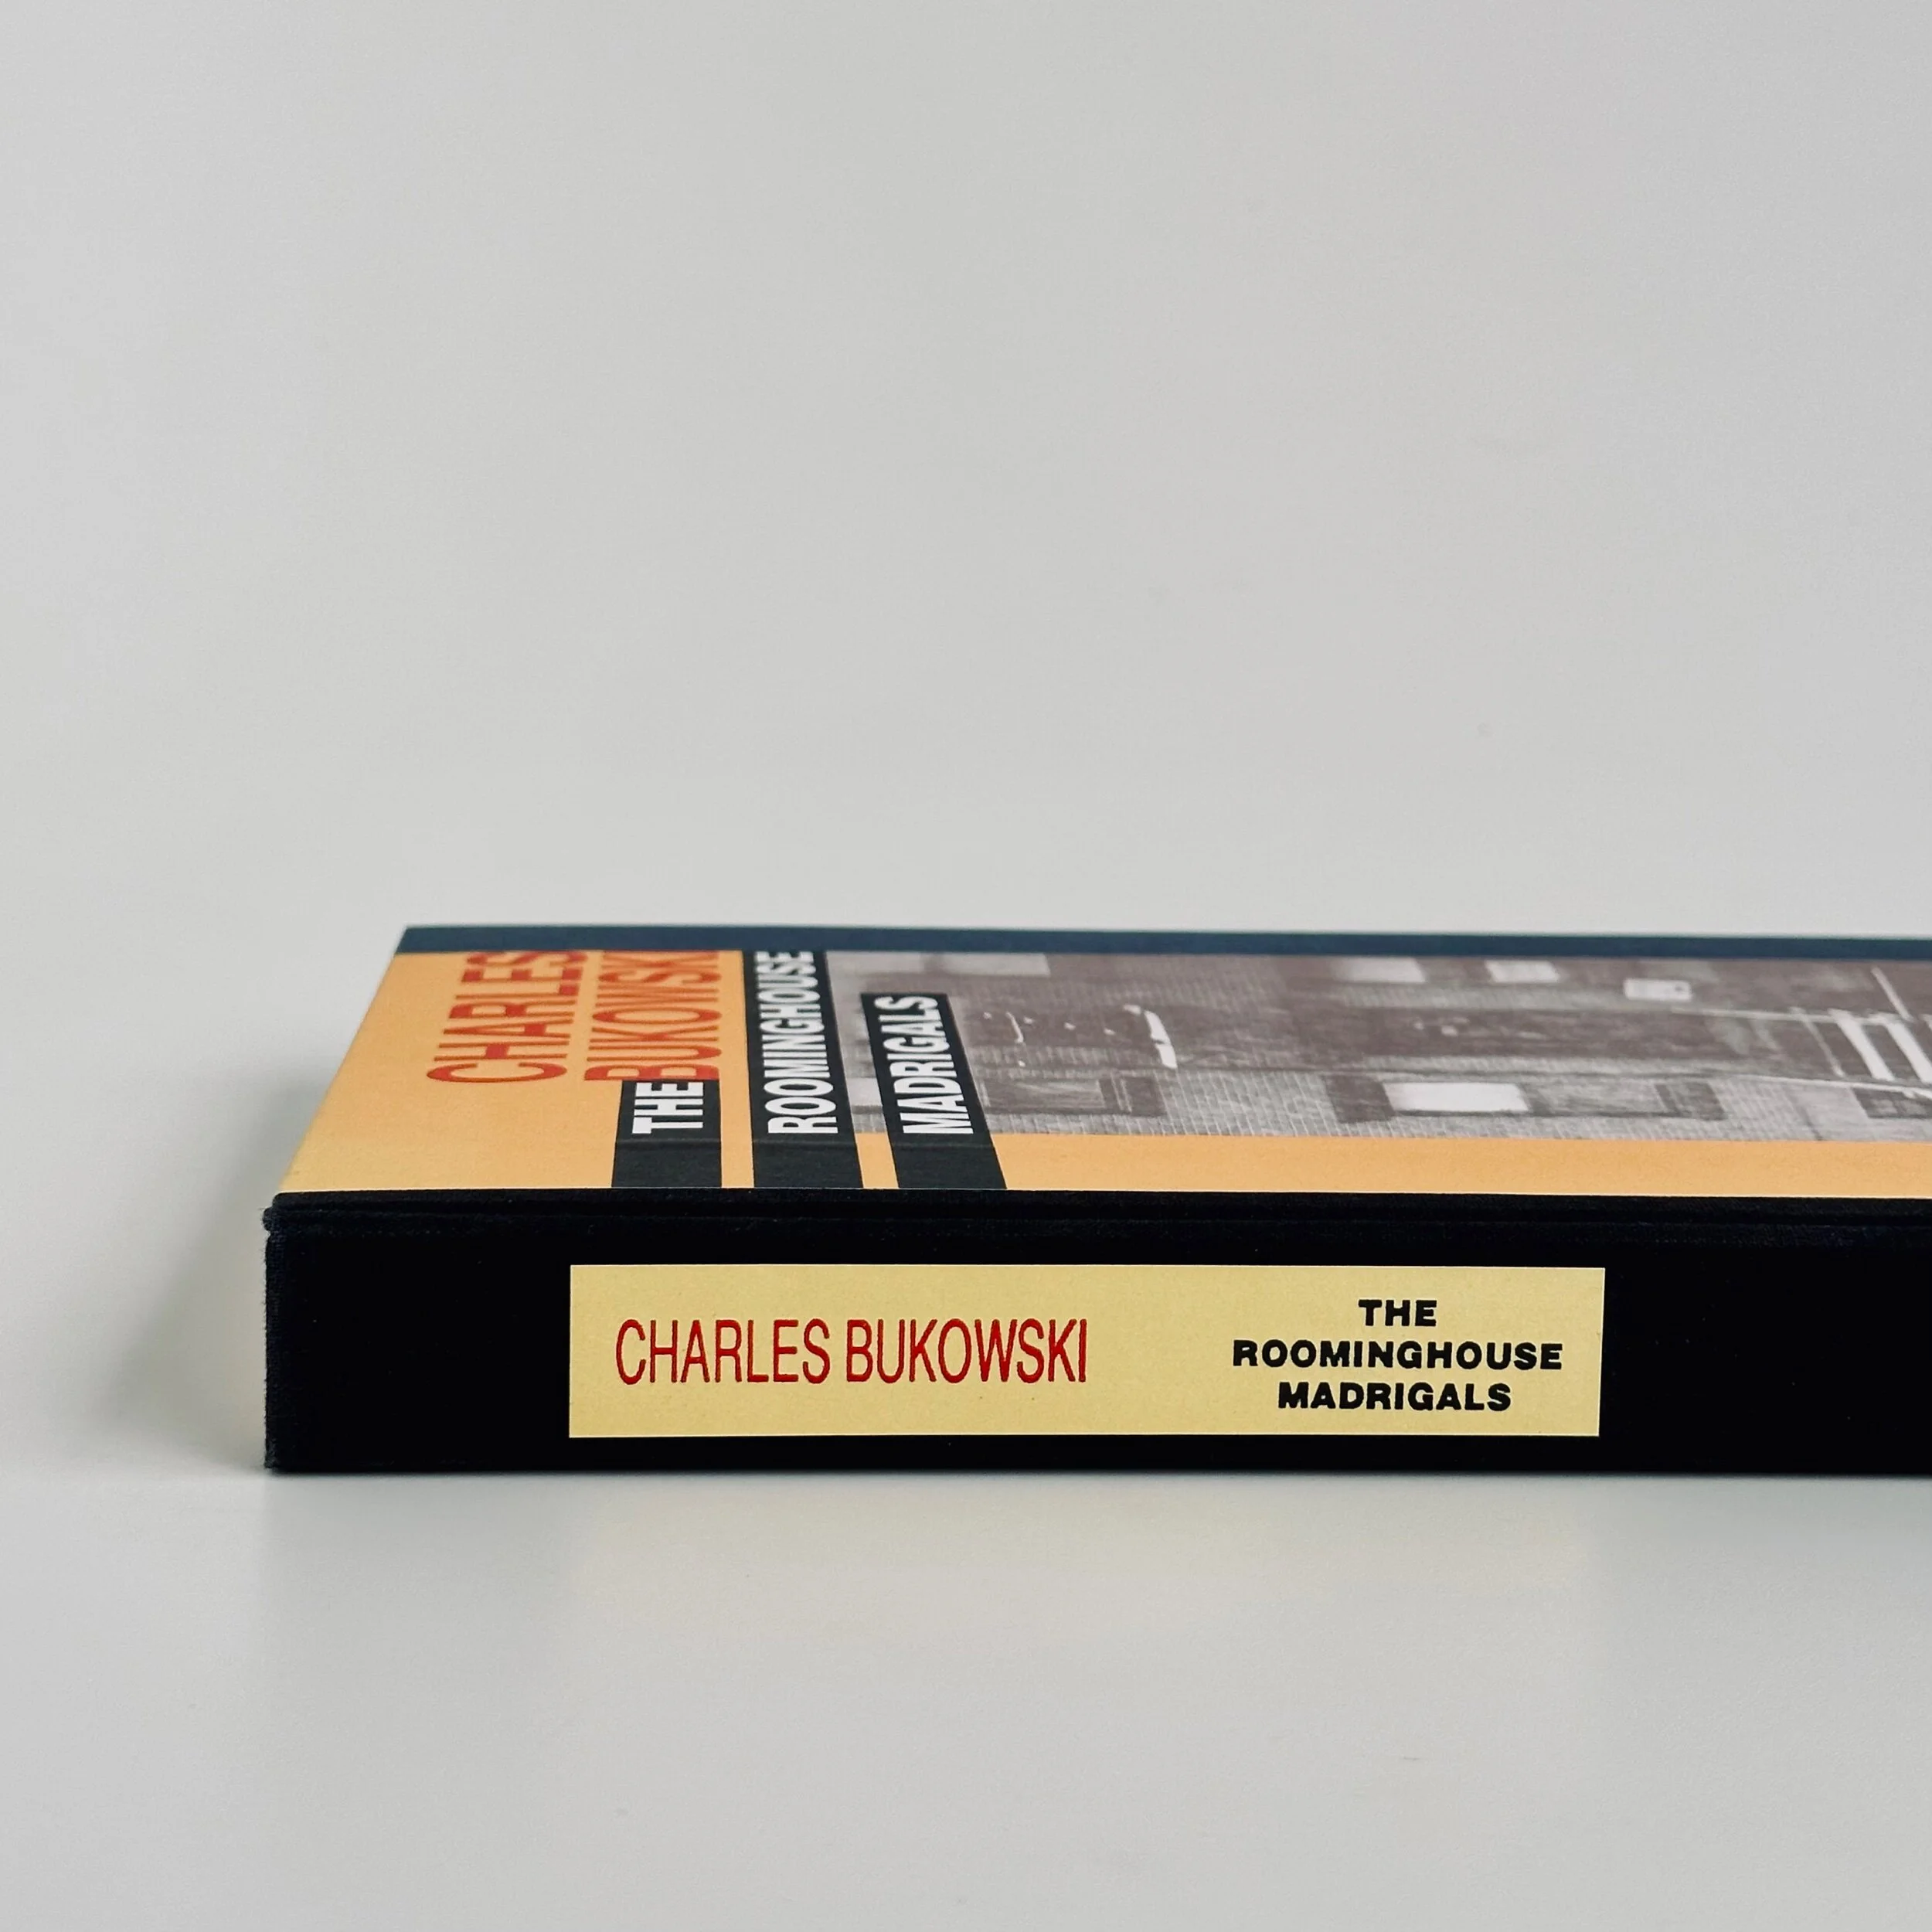 CHARLES
BUKOWSKI
THE
ROOMINGHOUSE
MADRIGALS
CHARLES BUKOWSKI
THE
ROOMINGHOUSE
MADRIGALS